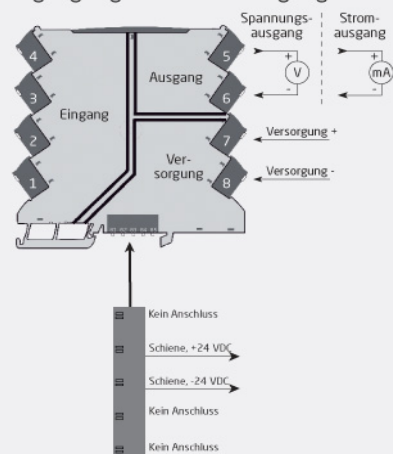 Spannungs-
ausgang
Strom-
ausgang
4
5
+
V
-
+
mA
-
Ausgang
3
6
Eingang
2
7
Versorgung +
Ver-
sorgung
1
8
Versorgung -
Kein Anschluss
Schiene, +24 VDC
Schiene, -24 VDC
Kein Anschluss
Kein Anschluss